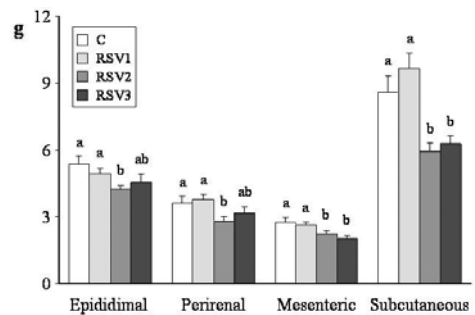 g
12
9
6
3
0
C
RSV1
RSV2
RSV3
a a b ab
a a b ab
a a b b
a a b b
Epididimal Perirenal Mesenteric Subcutaneous